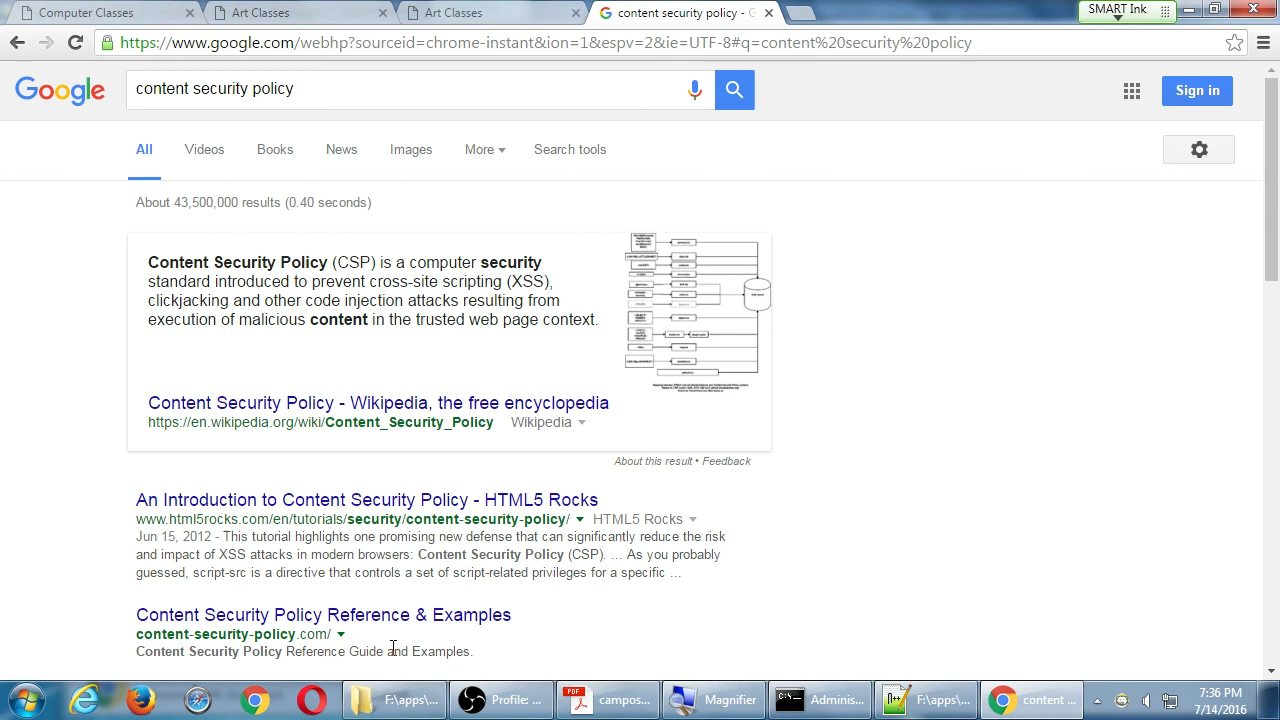 Computer Classes
Art Classes
Art Classes
content security policy - G
SMART Ink
https://www.google.com/webhp?sourceid=chrome-instant&ion=1&espv=2&ie=UTF-8#q=content%20security%20policy
Google
content security policy
Sign in
All
Videos
Books
News
Images
More
Search tools
About 43,500,000 results (0.40 seconds)
Content Security Policy (CSP) is a computer security
standard introduced to prevent cross-site scripting (XSS),
clickjacking and other code injection attacks resulting from
execution of malicious content in the trusted web page context.
Content Security Policy - Wikipedia, the free encyclopedia
https://en.wikipedia.org/wiki/Content_Security_Policy Wikipedia
About this result • Feedback
An Introduction to Content Security Policy - HTML5 Rocks
www.html5rocks.com/en/tutorials/security/content-security-policy/ HTML5 Rocks
Jun 15, 2012 - This tutorial highlights one promising new defense that can significantly reduce the risk
and impact of XSS attacks in modern browsers: Content Security Policy (CSP). ... As you probably
guessed, script-src is a directive that controls a set of script-related privileges for a specific ...
Content Security Policy Reference & Examples
content-security-policy.com/
Content Security Policy Reference Guide and Examples.
F:\apps\...
Profile: ...
PDF
campos...
Magnifier
Adminis...
F:\apps\...
content ...
7:36 PM
7/14/2016